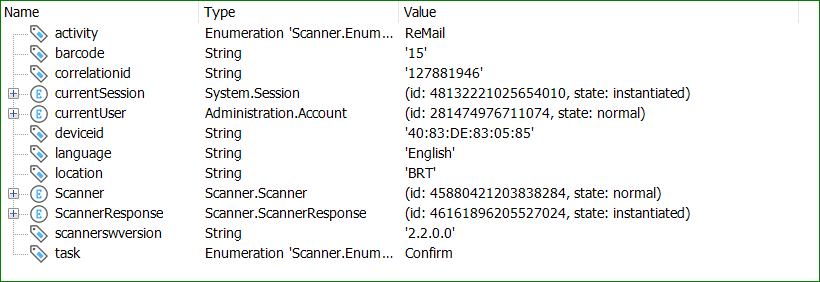 Name Type Value
activity Enumeration 'Scanner.Enum... ReMail
barcode String '15'
correlationid String '127881946'
currentSession System.Session (id: 48132221025654010, state: instantiated)
currentUser Administration.Account (id: 281474976711074, state: normal)
deviceid String '40:83:DE:83:05:85'
language String 'English'
location String 'BRT'
Scanner Scanner.Scanner (id: 45880421203838284, state: normal)
ScannerResponse Scanner.ScannerResponse (id: 46161896205527024, state: instantiated)
scannerswversion String '2.2.0.0'
task Enumeration 'Scanner.Enum... Confirm